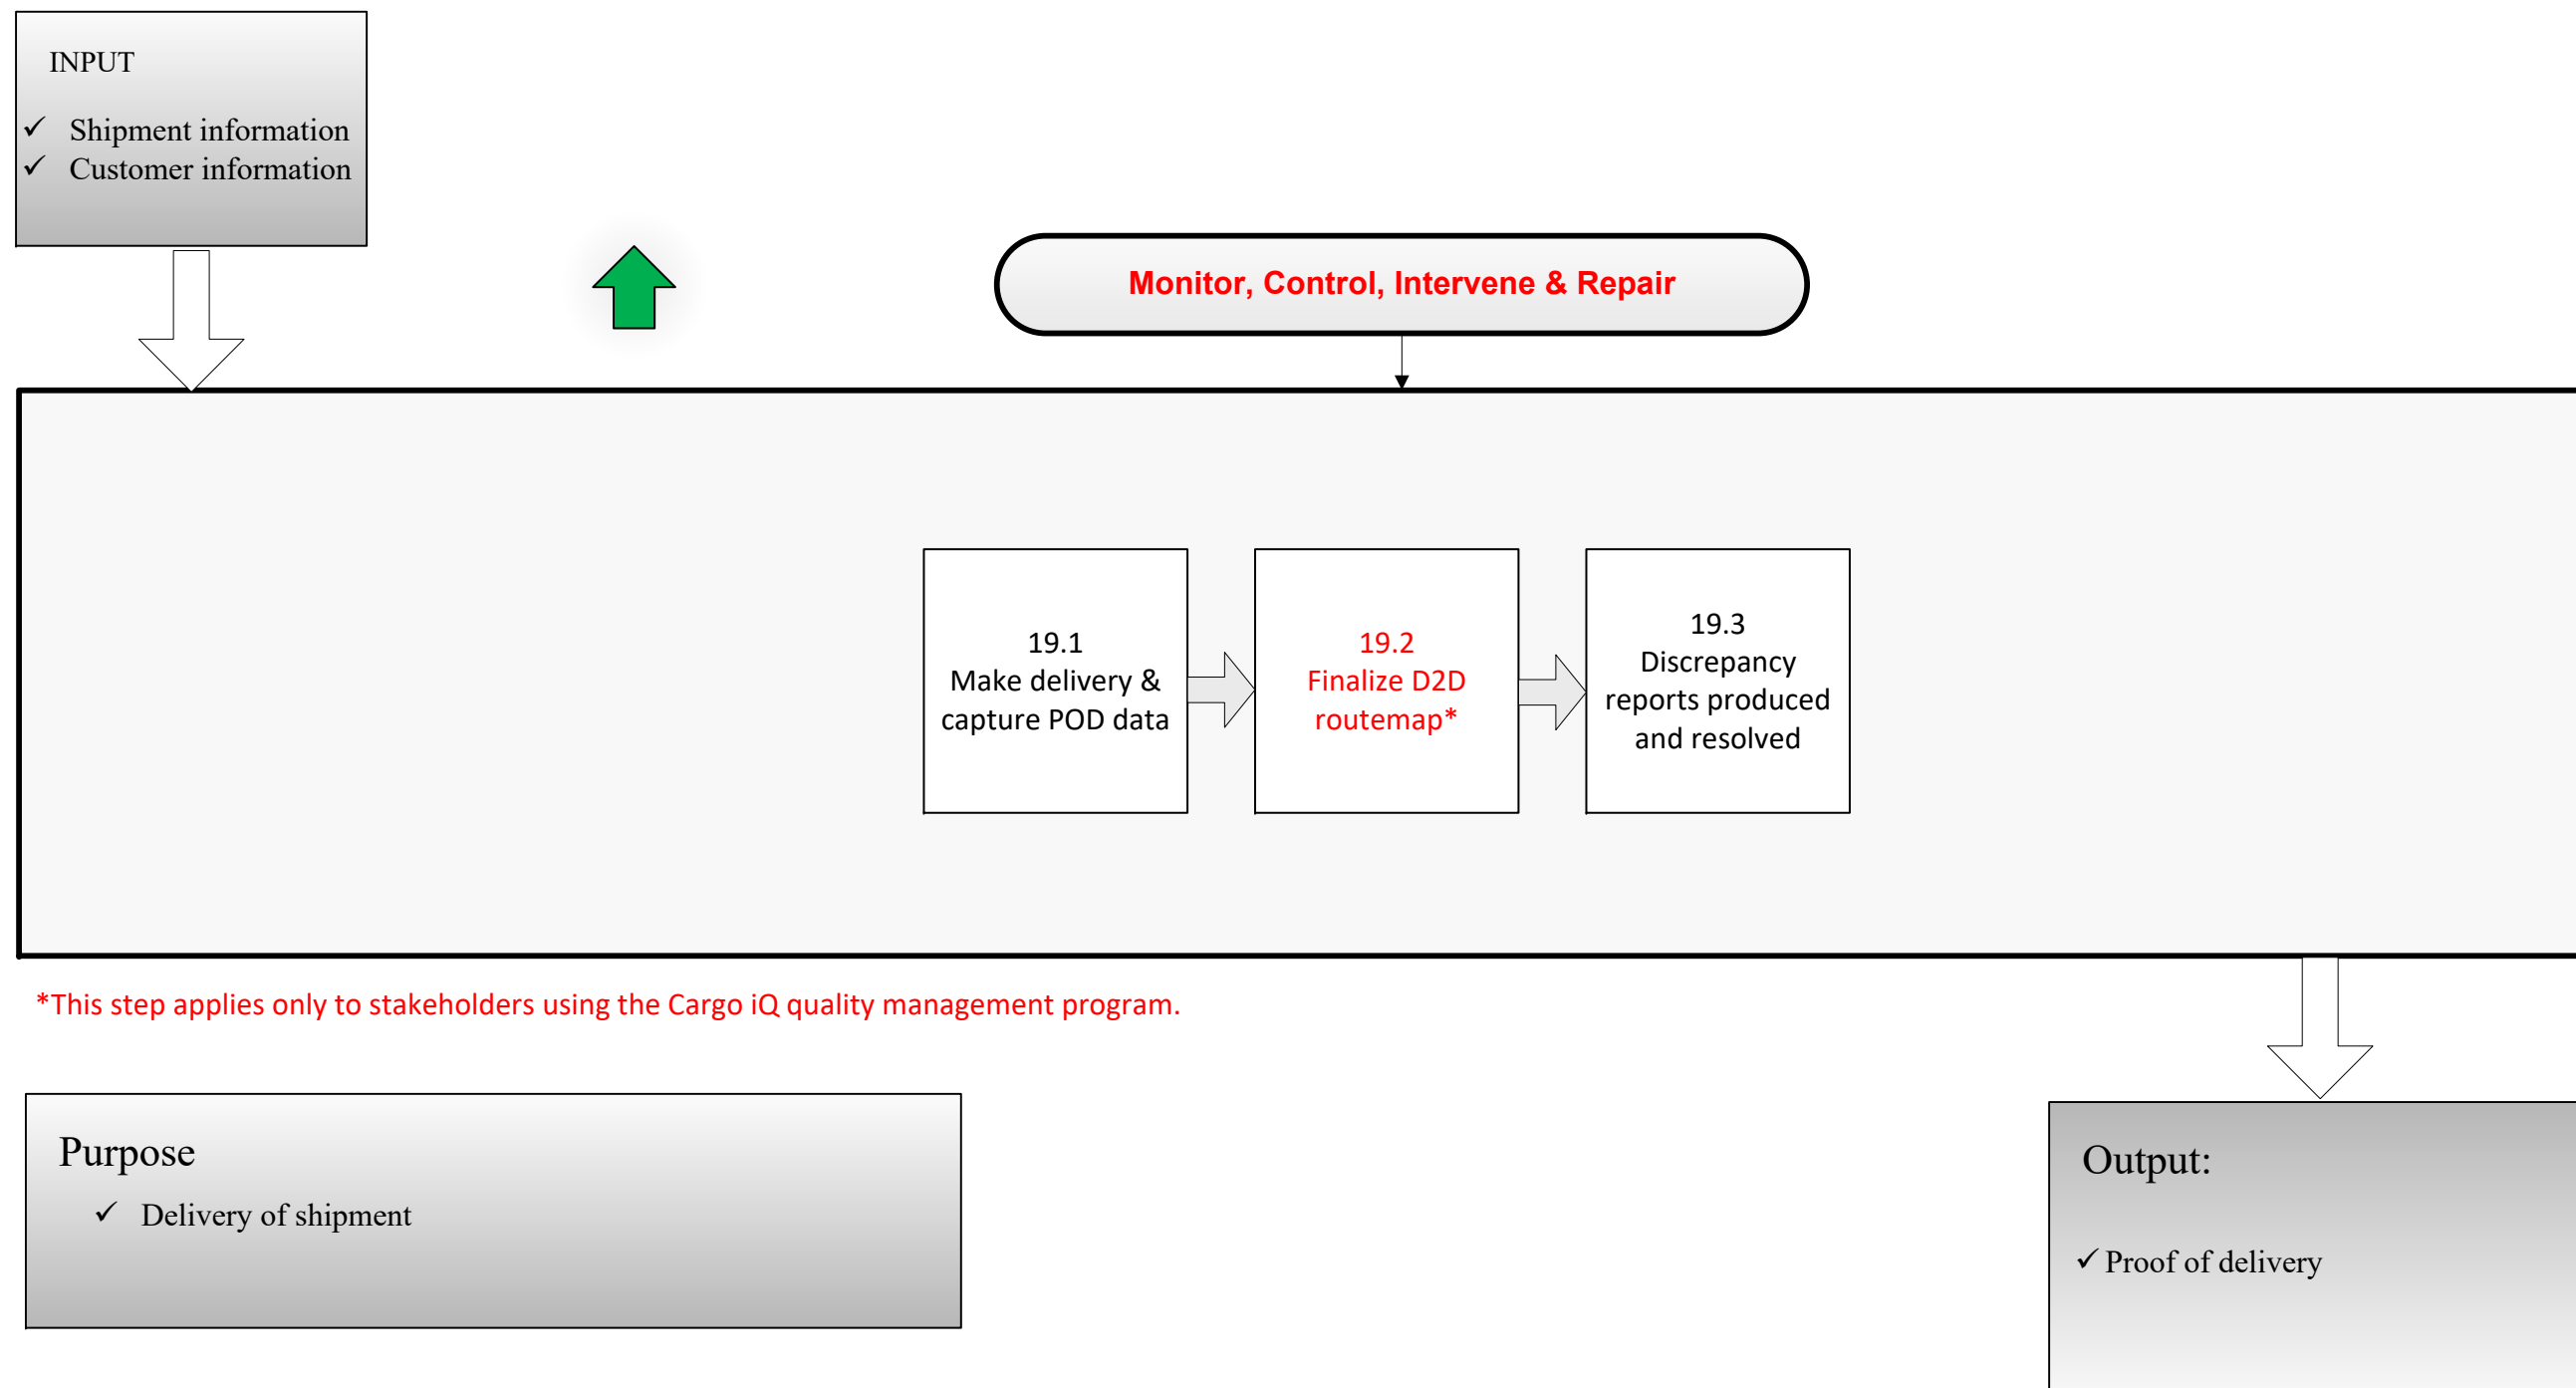 INPUT
✓ Shipment information
✓ Customer information
Monitor, Control, Intervene & Repair
19.1
Make delivery &
capture POD data
19.2
Finalize D2D
routemap*
19.3
Discrepancy
reports produced
and resolved
*This step applies only to stakeholders using the Cargo iQ quality management program.
Purpose
✓ Delivery of shipment
Output:
✓ Proof of delivery